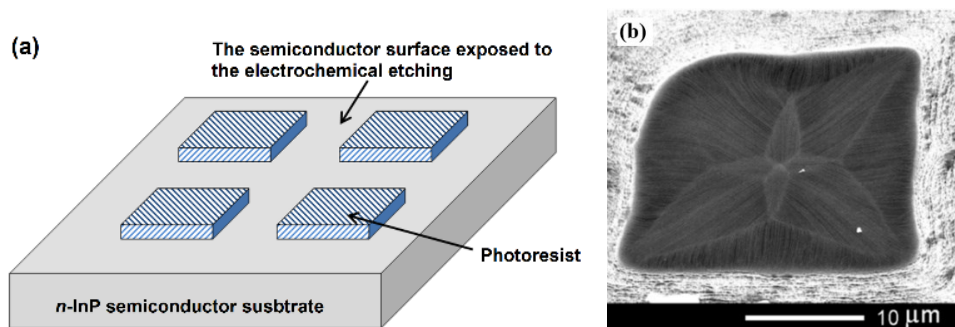 (a)
The semiconductor surface exposed to
the electrochemical etching
Photoresist
n-InP semiconductor susbtrate
(b)
10 μm